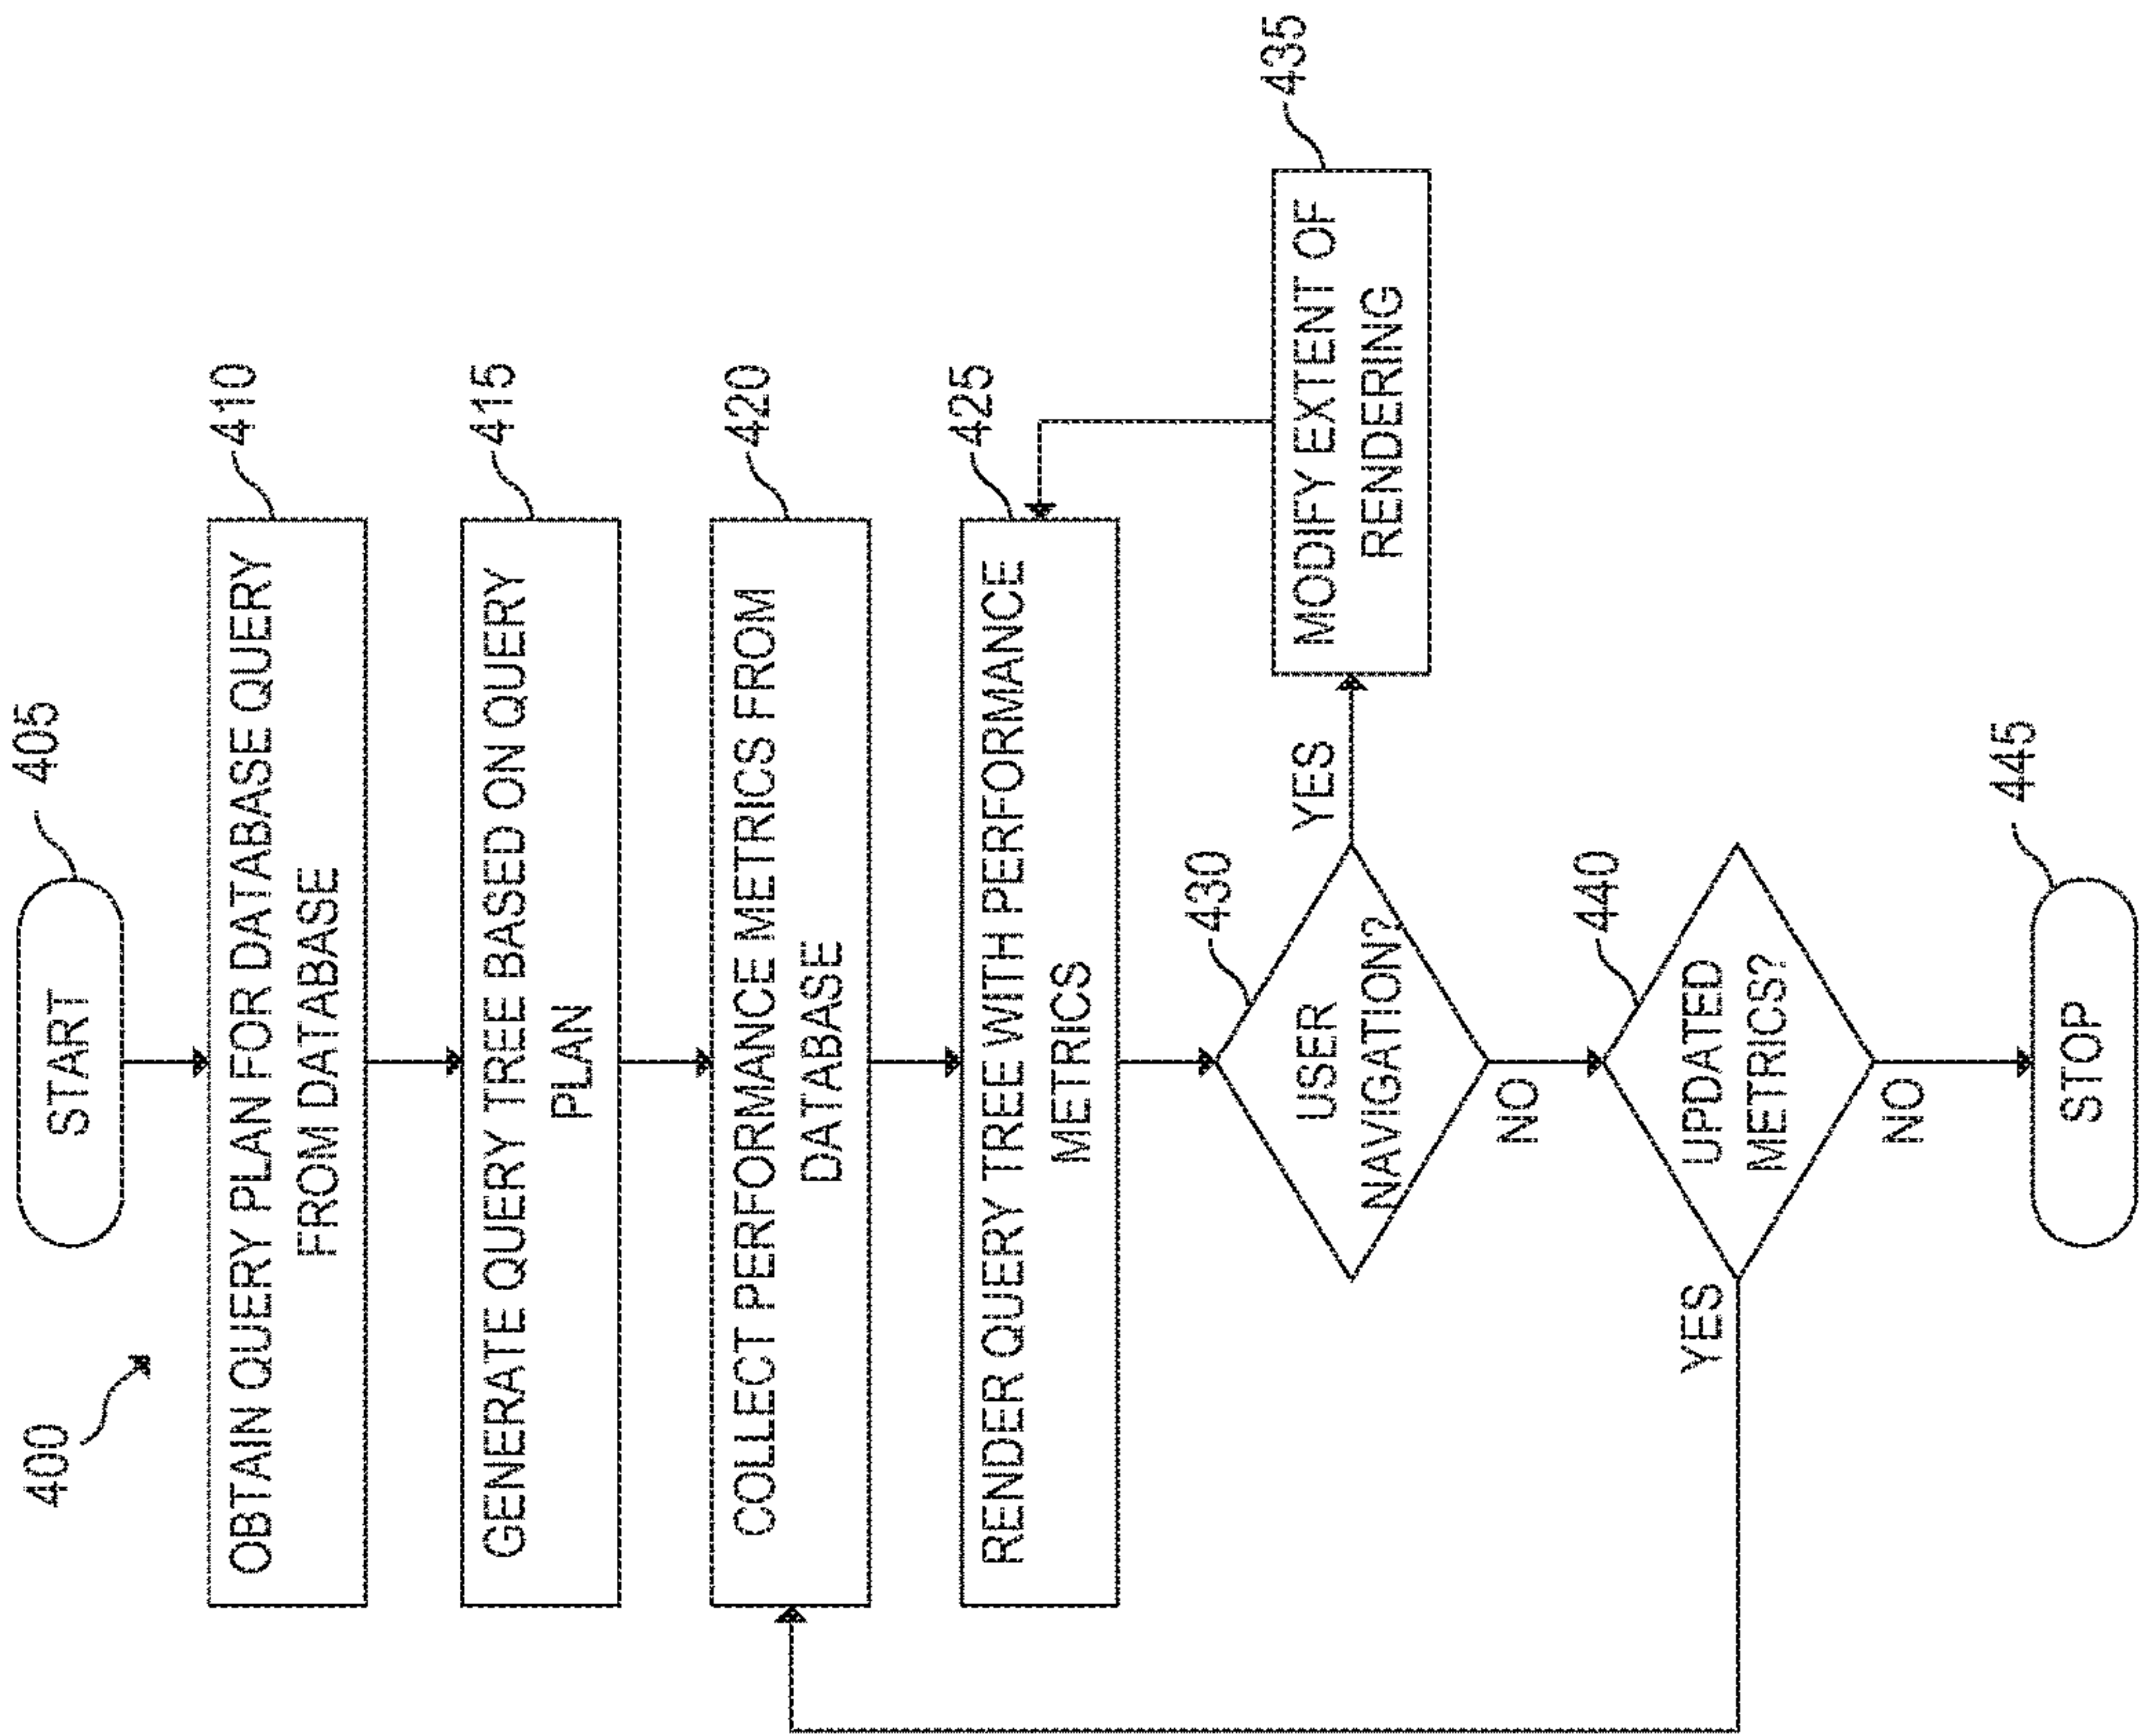 400
START
405
OBTAIN QUERY PLAN FOR DATABASE QUERY
FROM DATABASE
410
GENERATE QUERY TREE BASED ON QUERY
PLAN
415
COLLECT PERFORMANCE METRICS FROM
DATABASE
420
RENDER QUERY TREE WITH PERFORMANCE
METRICS
425
430
USER
NAVIGATION?
YES
MODIFY EXTENT OF
RENDERING
435
NO
440
UPDATED
METRICS?
YES
NO
STOP
445